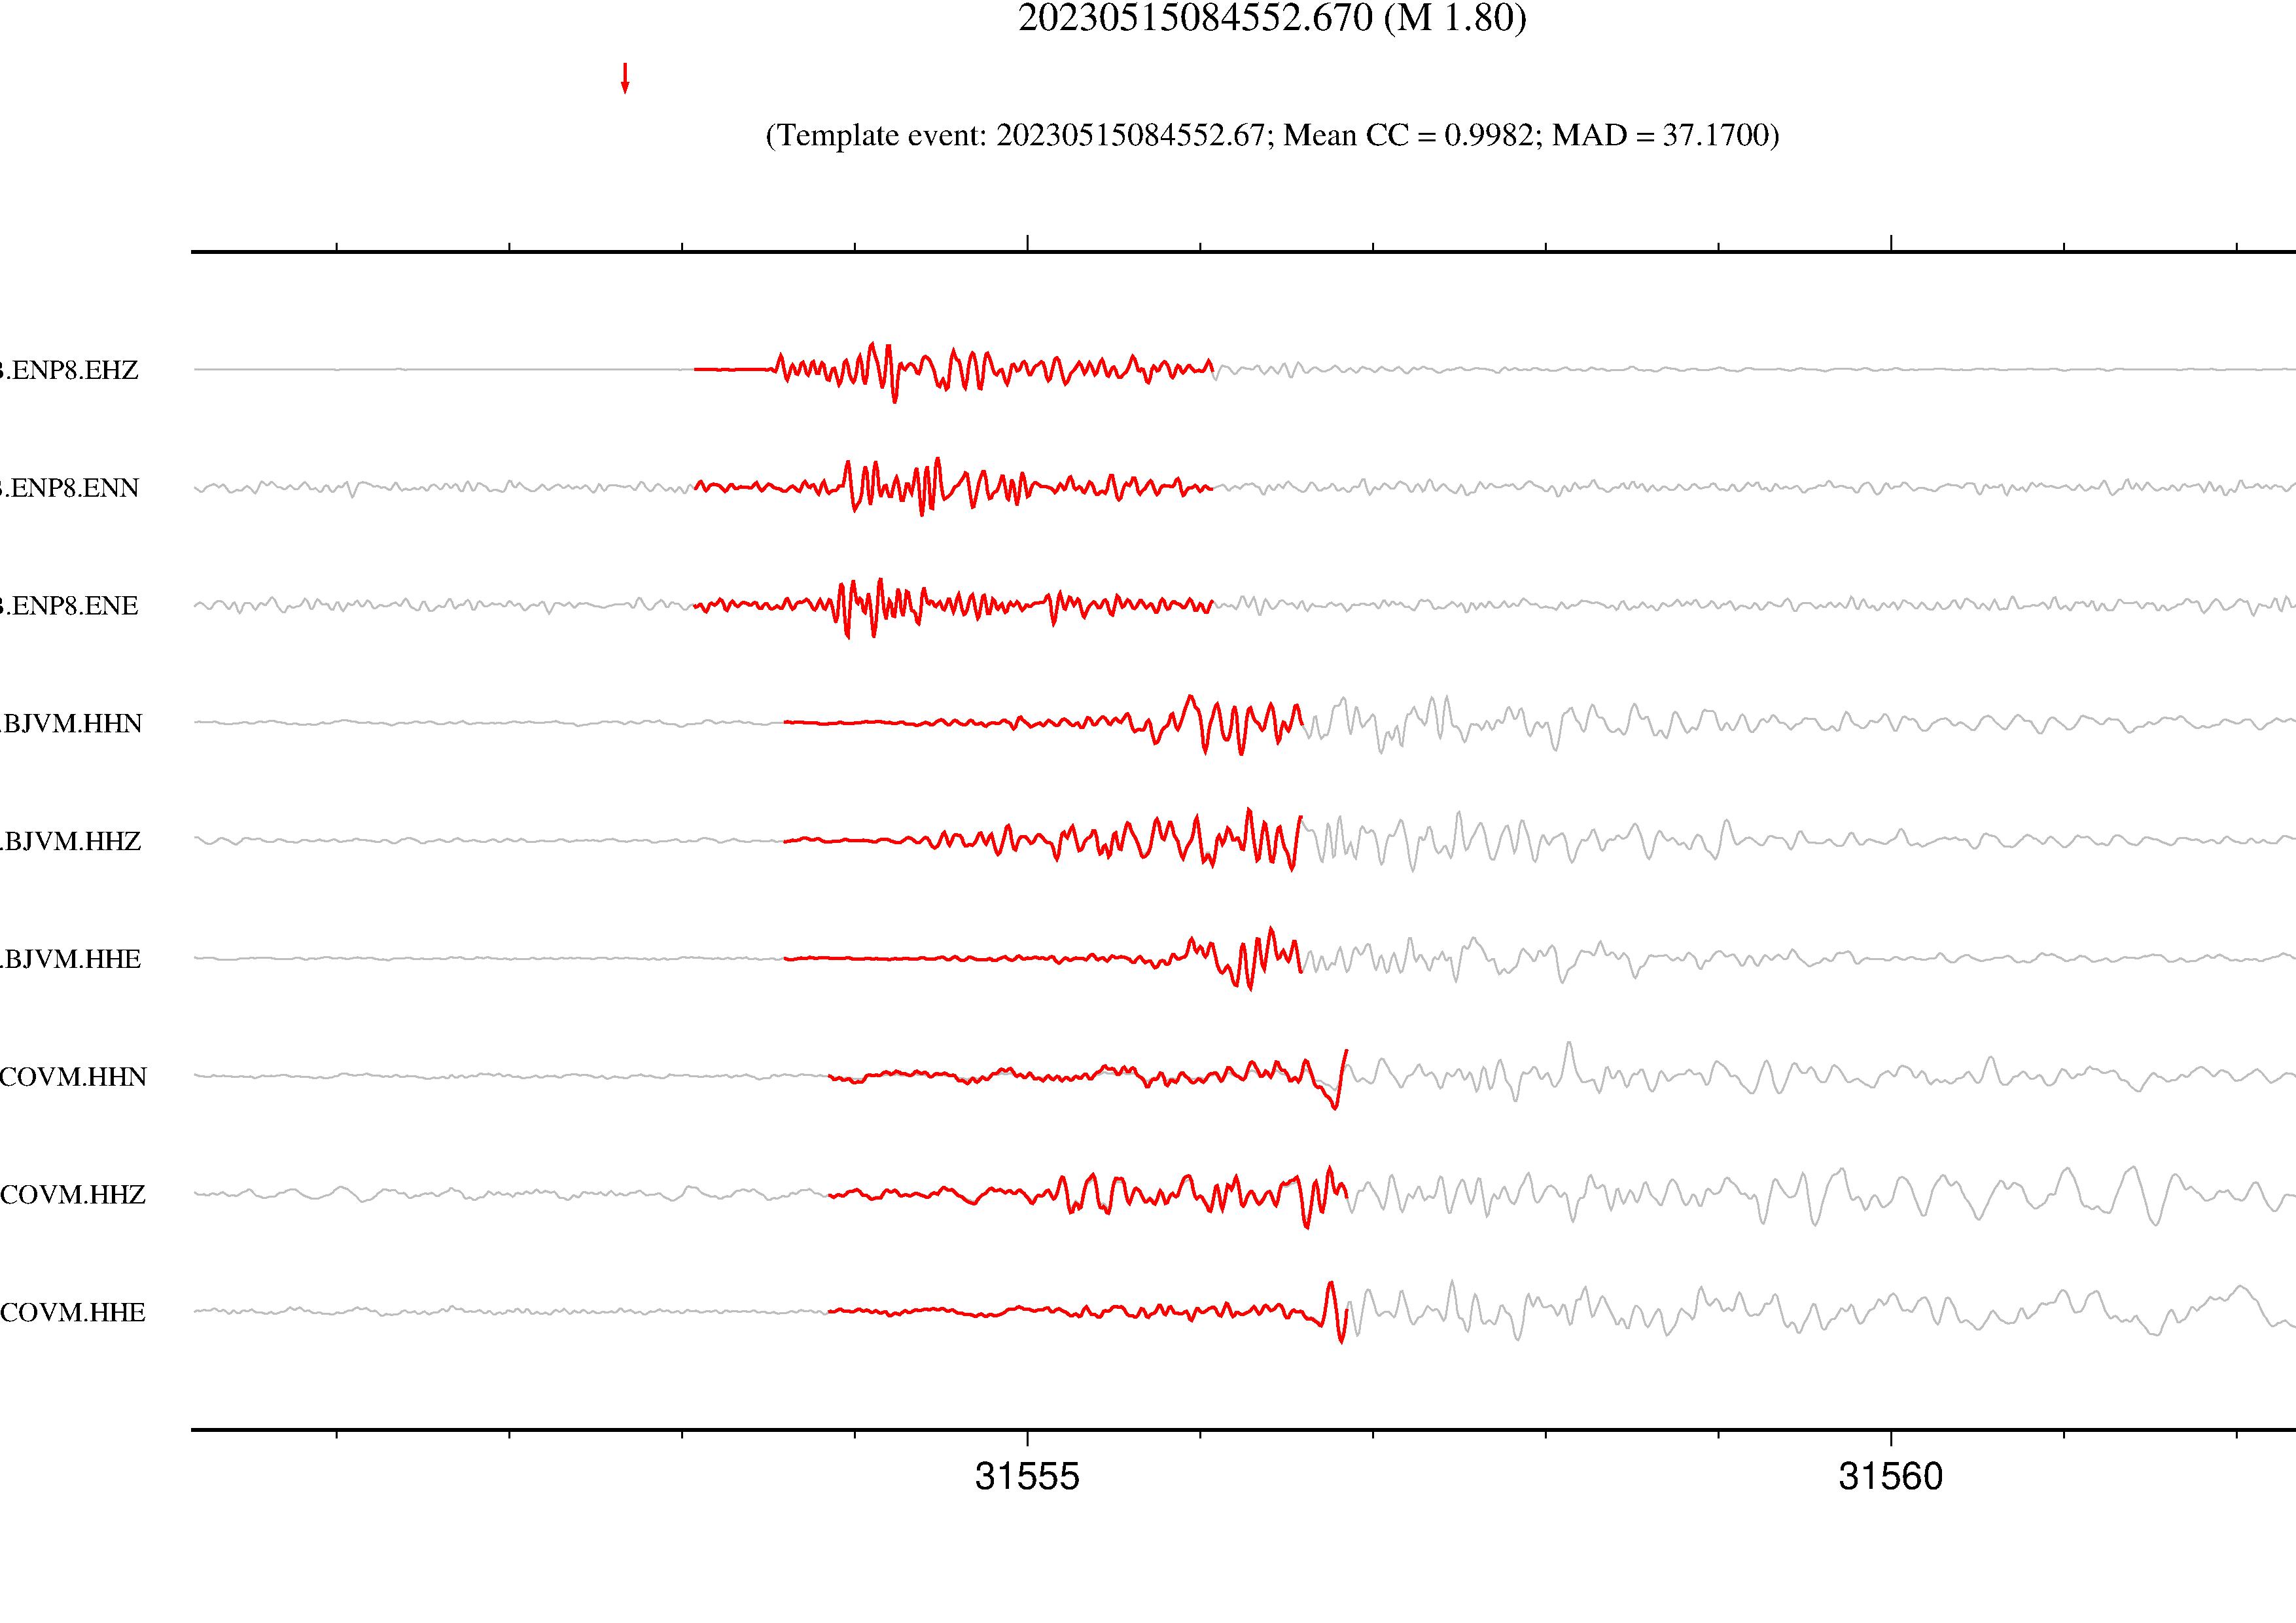 20230515084552.670 (M 1.80)
(Template event: 20230515084552.67; Mean CC = 0.9982; MAD = 37.1700)
.ENP8.EHZ
.ENP8.ENN
.ENP8.ENE
.BJVM.HHN
.BJVM.HHZ
.BJVM.HHE
COVM.HHN
COVM.HHZ
COVM.HHE
31555 31560